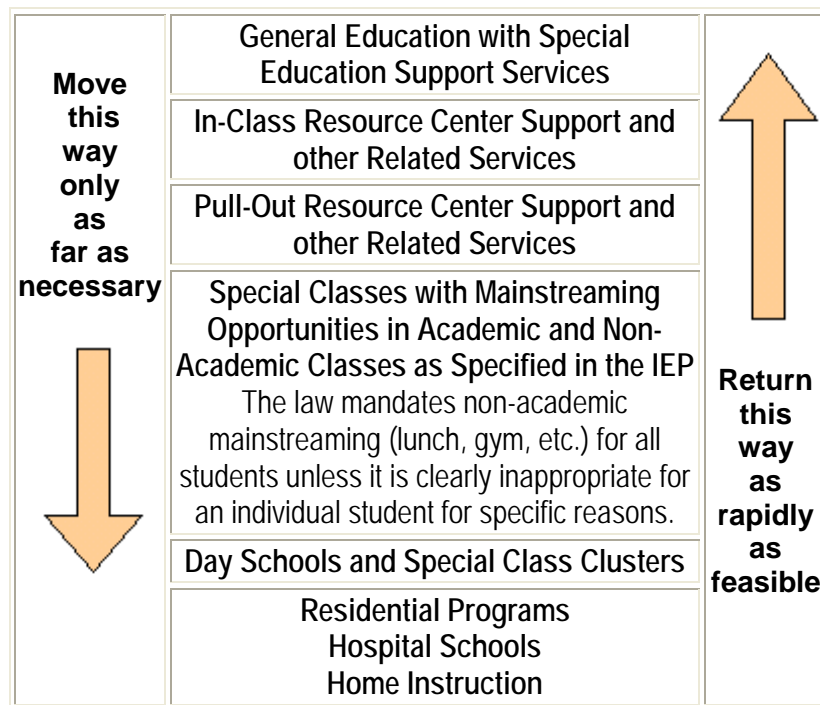 Move
this
way
only
as
far as
necessary
General Education with Special
Education Support Services
In-Class Resource Center Support and
other Related Services
Pull-Out Resource Center Support and
other Related Services
Special Classes with Mainstreaming
Opportunities in Academic and Non-
Academic Classes as Specified in the IEP
The law mandates non-academic
mainstreaming (lunch, gym, etc.) for all
students unless it is clearly inappropriate for
an individual student for specific reasons.
Day Schools and Special Class Clusters
Residential Programs
Hospital Schools
Home Instruction
Return
this
way
as
rapidly
as
feasible